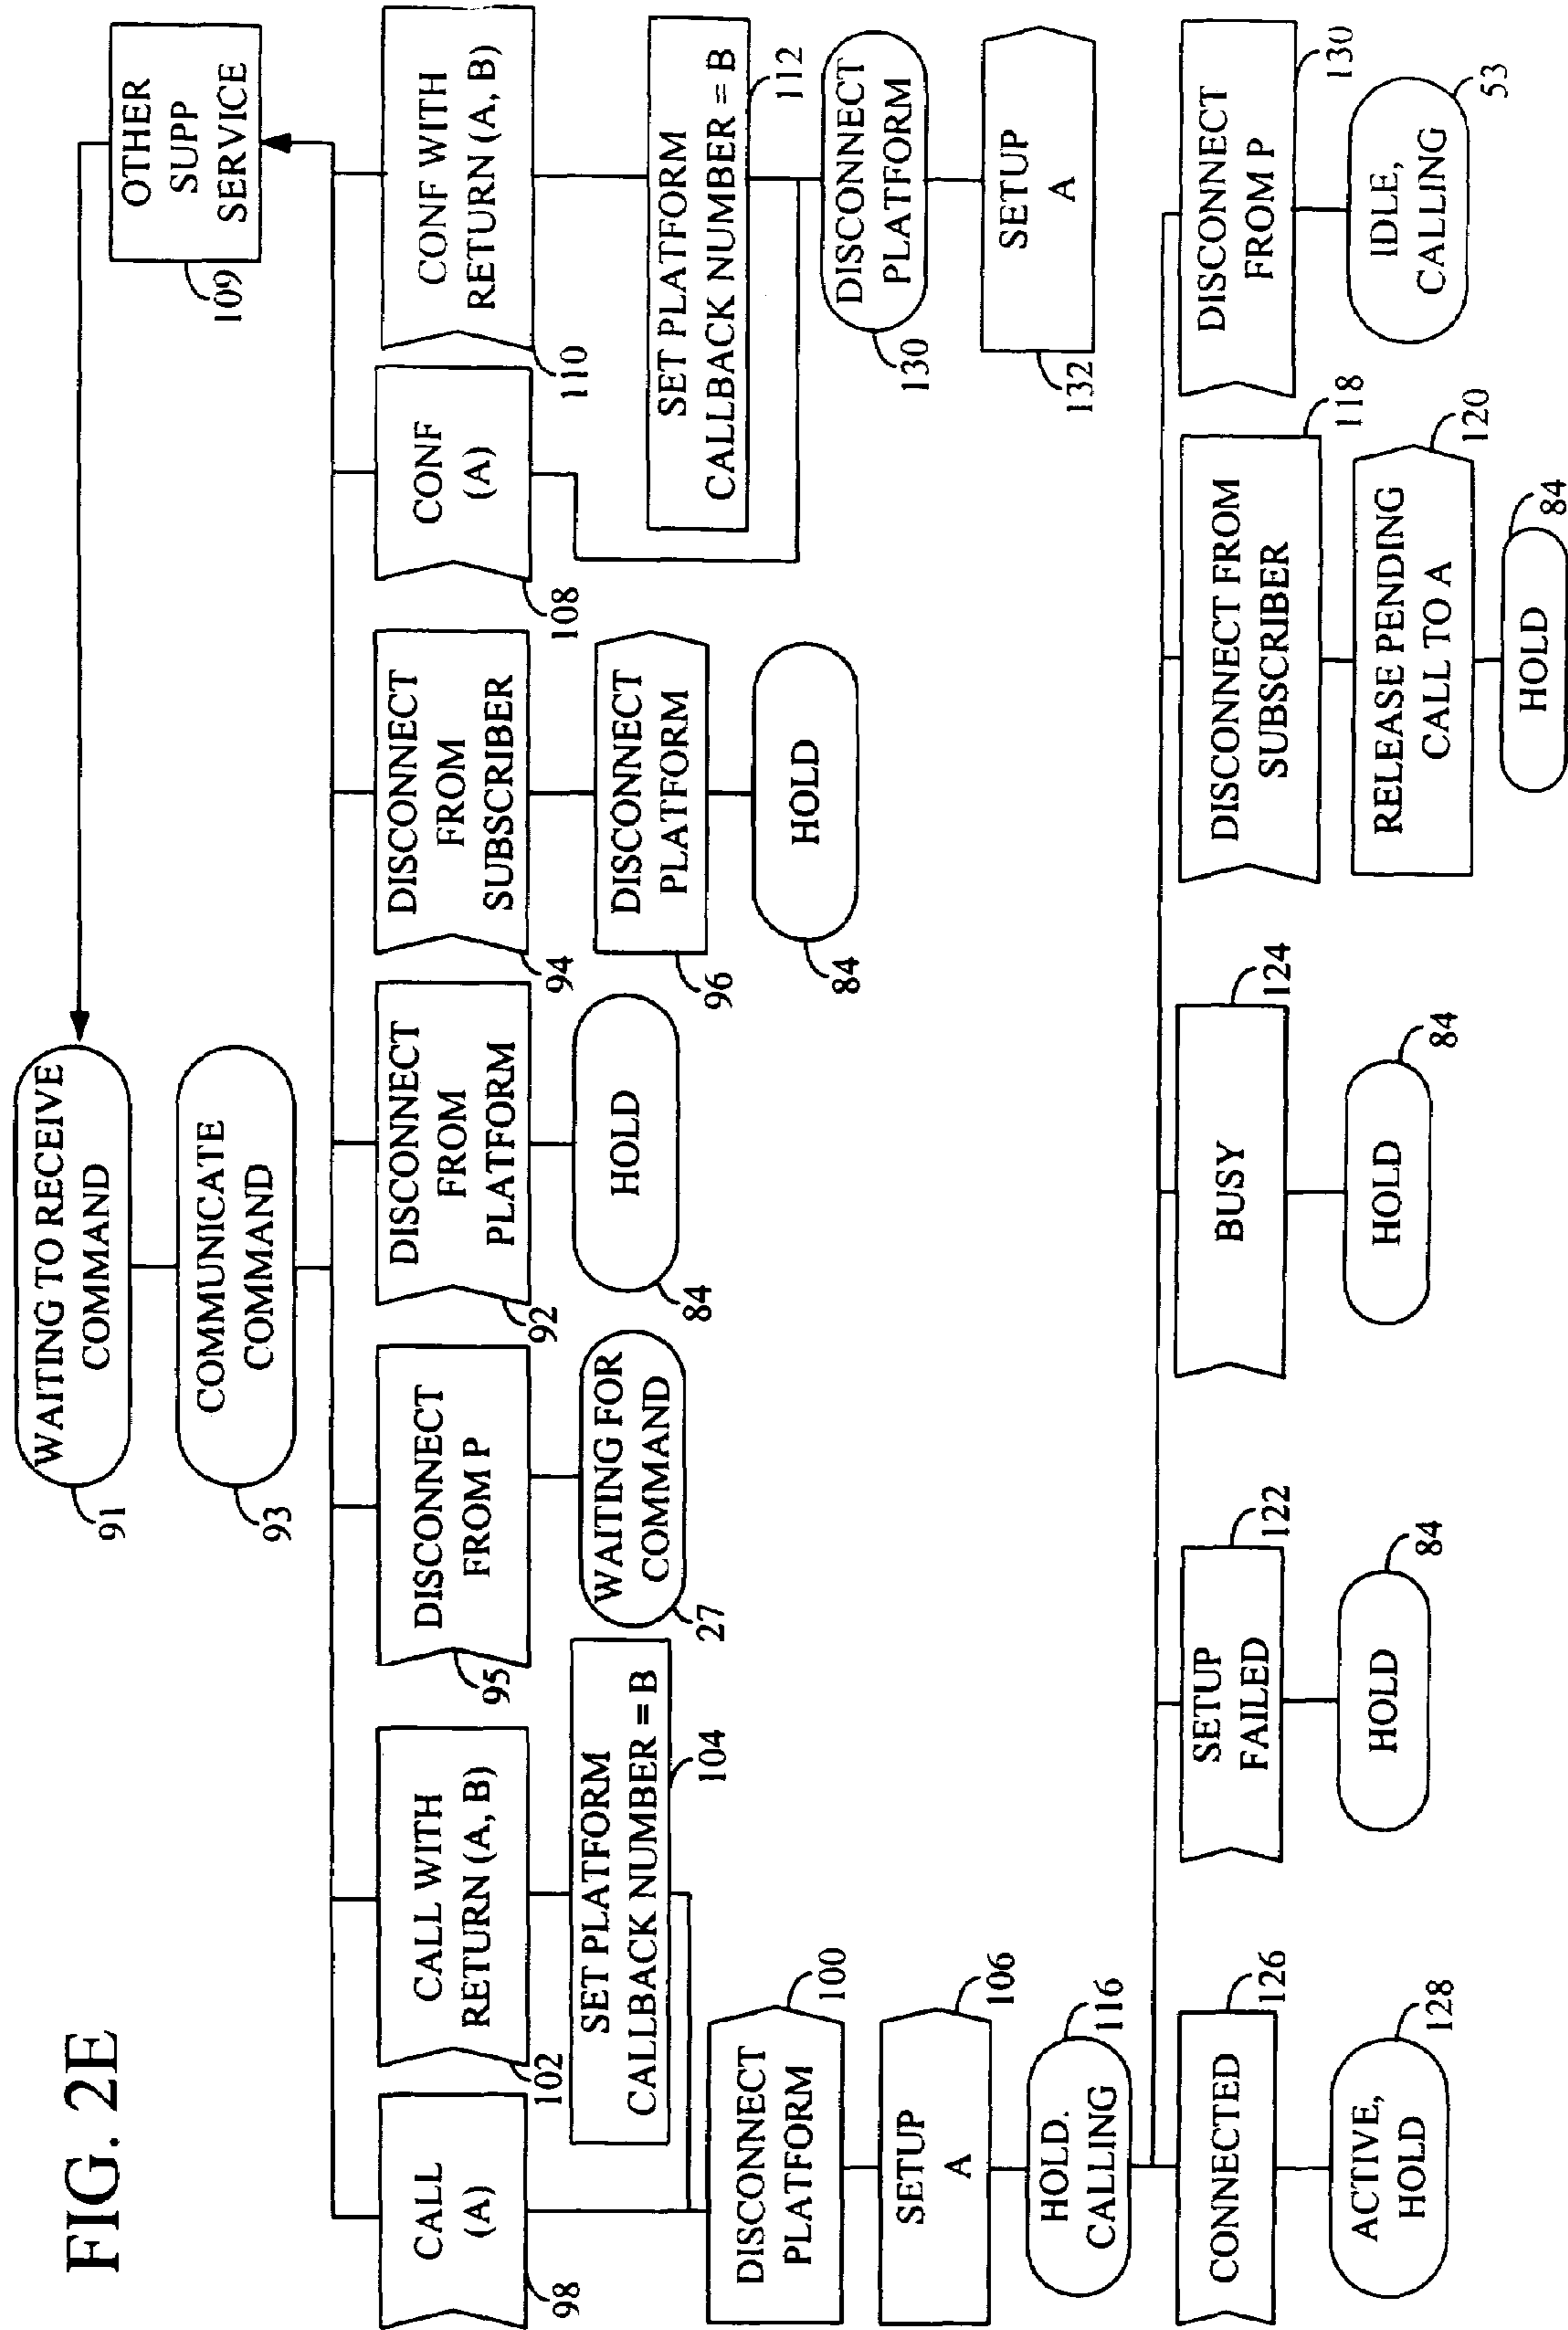 FIG. 2E
WAITING TO RECEIVE
COMMAND
91
COMMUNICATE
COMMAND
93
OTHER
SUPP
SERVICE
109
CALL
(A)
98
CALL WITH
RETURN (A, B)
102
DISCONNECT
FROM P
95
DISCONNECT
FROM
PLATFORM
92
DISCONNECT
FROM
SUBSCRIBER
94
CONF
(A)
108
CONF WITH
RETURN (A, B)
110
SET PLATFORM
CALLBACK NUMBER = B
104
WAITING FOR
COMMAND
27
HOLD
84
DISCONNECT
PLATFORM
96
HOLD
84
SET PLATFORM
CALLBACK NUMBER = B
112
DISCONNECT
PLATFORM
130
SETUP
A
132
DISCONNECT
PLATFORM
100
SETUP
A
106
HOLD.
CALLING
116
CONNECTED
126
ACTIVE,
HOLD
128
SETUP
FAILED
122
HOLD
84
BUSY
124
HOLD
84
DISCONNECT FROM
SUBSCRIBER
118
RELEASE PENDING
CALL TO A
120
HOLD
84
DISCONNECT
FROM P
130
IDLE,
CALLING
53